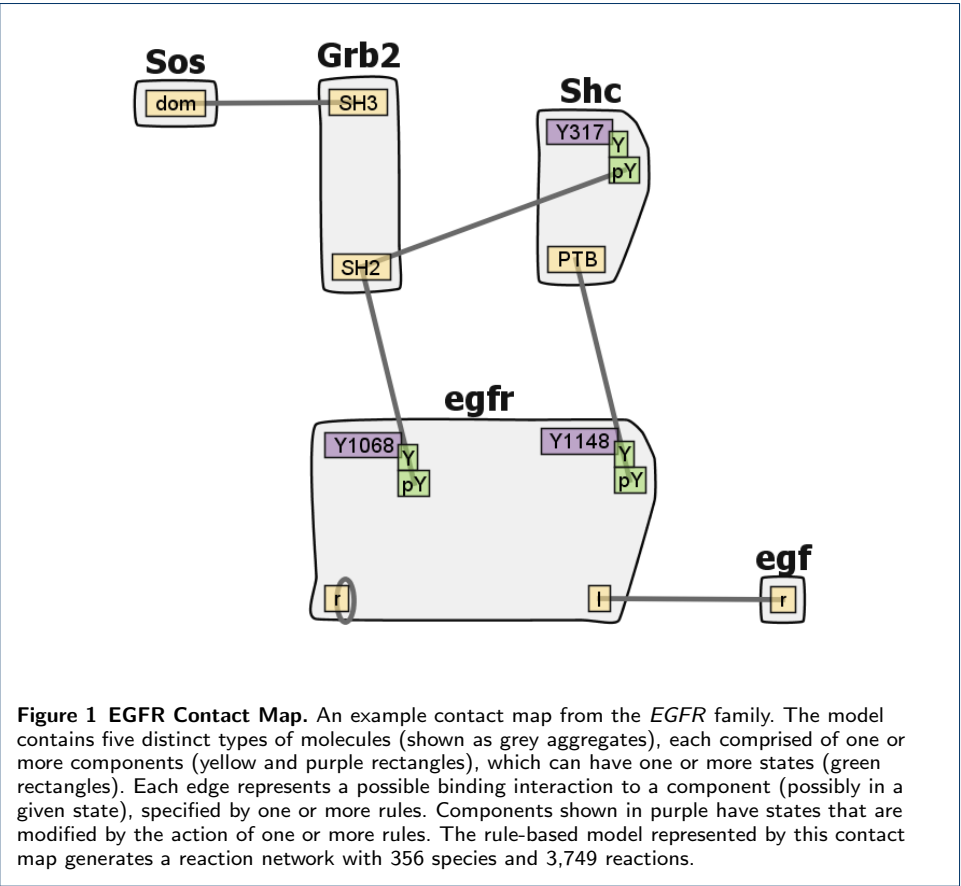 Sos
Grb2
dom
SH3
Shc
Y317
Y
pY
SH2
PTB
egfr
Y1068
Y
pY
Y1148
Y
pY
egf
r
l
r
Figure 1 EGFR Contact Map. An example contact map from the EGFR family. The model
contains five distinct types of molecules (shown as grey aggregates), each comprised of one or
more components (yellow and purple rectangles), which can have one or more states (green
rectangles). Each edge represents a possible binding interaction to a component (possibly in a
given state), specified by one or more rules. Components shown in purple have states that are
modified by the action of one or more rules. The rule-based model represented by this contact
map generates a reaction network with 356 species and 3,749 reactions.